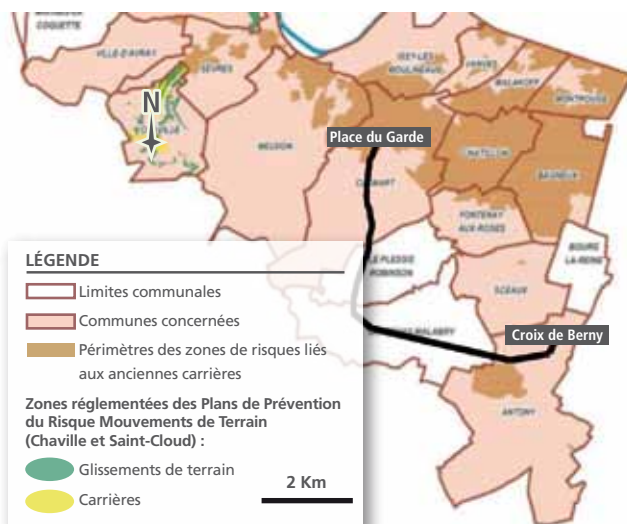 COQUETTE
VILLE-D'AVRAY
SÈVRES
ISSY-LES
MOULINEAUX
VANVES
MALAKOFF
MONTROUGE
N
MEUDON
Place du Garde
CHATILLON
BAGNEUX
CLAMART
FONTENAY
AUX-ROSES
BOURG
LA-REINE
LE PLESSIS
ROBINSON
SCEAUX
MALABRY
Croix de Berny
ANTONY
LÉGENDE
Limites communales
Communes concernées
Périmètres des zones de risques liés
aux anciennes carrières
Zones réglementées des Plans de Prévention
du Risque Mouvements de Terrain
(Chaville et Saint-Cloud) :
Glissements de terrain
Carrières
2 Km